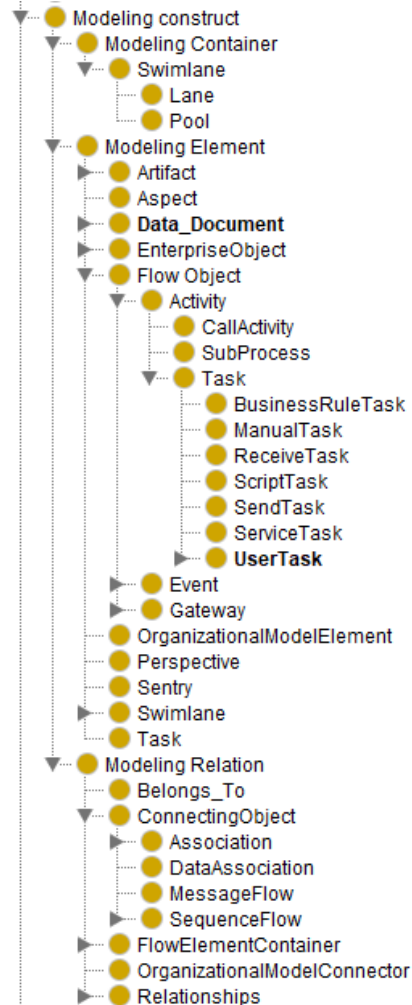 Modeling construct
Modeling Container
Swimlane
Lane
Pool
Modeling Element
Artifact
Aspect
Data_Document
EnterpriseObject
Flow Object
Activity
CallActivity
SubProcess
Task
BusinessRuleTask
ManualTask
ReceiveTask
ScriptTask
SendTask
ServiceTask
UserTask
Event
Gateway
OrganizationalModelElement
Perspective
Sentry
Swimlane
Task
Modeling Relation
Belongs_To
ConnectingObject
Association
DataAssociation
MessageFlow
SequenceFlow
FlowElementContainer
OrganizationalModelConnector
Relationships